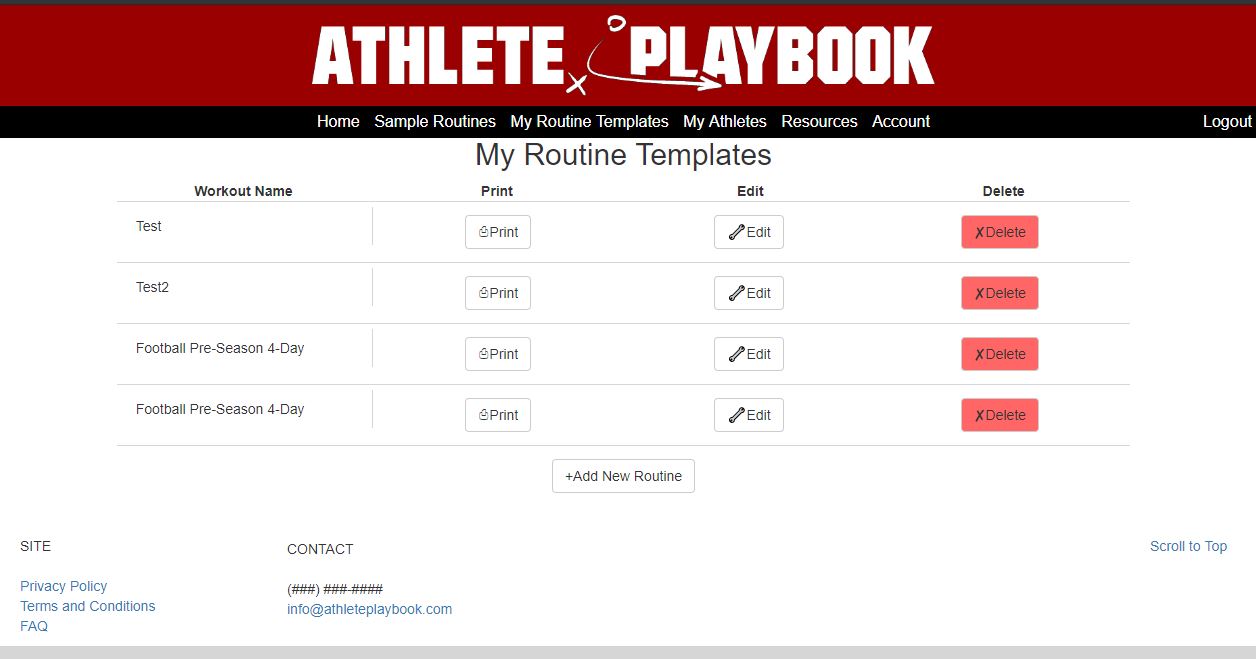 ATHLETE PLAYBOOK
Home Sample Routines My Routine Templates My Athletes Resources Account Logout
My Routine Templates
Workout Name Print Edit Delete
Test ⎙Print Edit ✗Delete
Test2 ⎙Print Edit ✗Delete
Football Pre-Season 4-Day ⎙Print Edit ✗Delete
Football Pre-Season 4-Day ⎙Print Edit ✗Delete
+Add New Routine
SITE
Privacy Policy
Terms and Conditions
FAQ
CONTACT
(###) ###-####
info@athleteplaybook.com
Scroll to Top